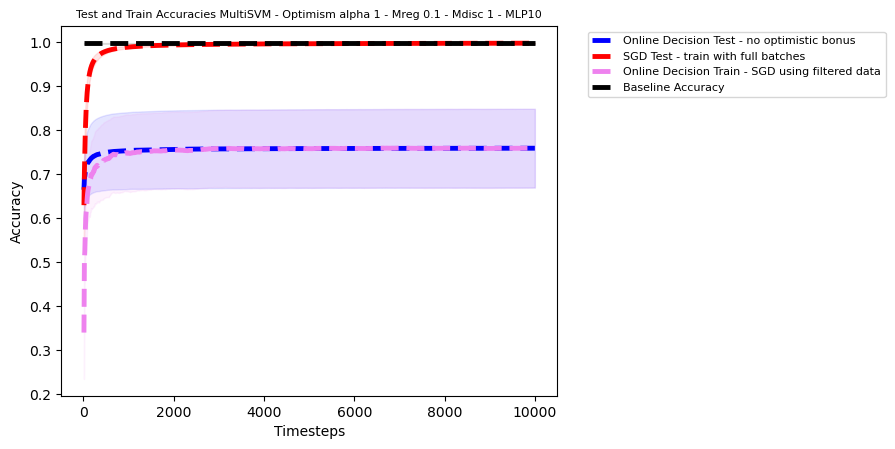 Test and Train Accuracies MultiSVM - Optimism alpha 1 - Mreg 0.1 - Mdisc 1 - MLP10
Online Decision Test - no optimistic bonus
SGD Test - train with full batches
Online Decision Train - SGD using filtered data
Baseline Accuracy
Accuracy
1.0
0.9
0.8
0.7
0.6
0.5
0.4
0.3
0.2
0
2000
4000
6000
8000
10000
Timesteps